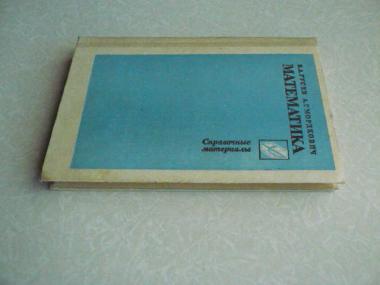 В.А.ГУСЕВ А.Г.МОРДКОВИЧ
МАТЕМАТИКА
Справочные
материалы